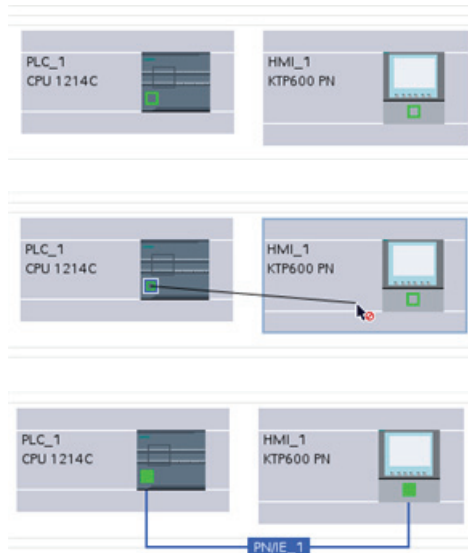 PLC_1
CPU 1214C
HMI_1
KTP600 PN
PLC_1
CPU 1214C
HMI_1
KTP600 PN
PLC_1
CPU 1214C
HMI_1
KTP600 PN
PN/IE_1